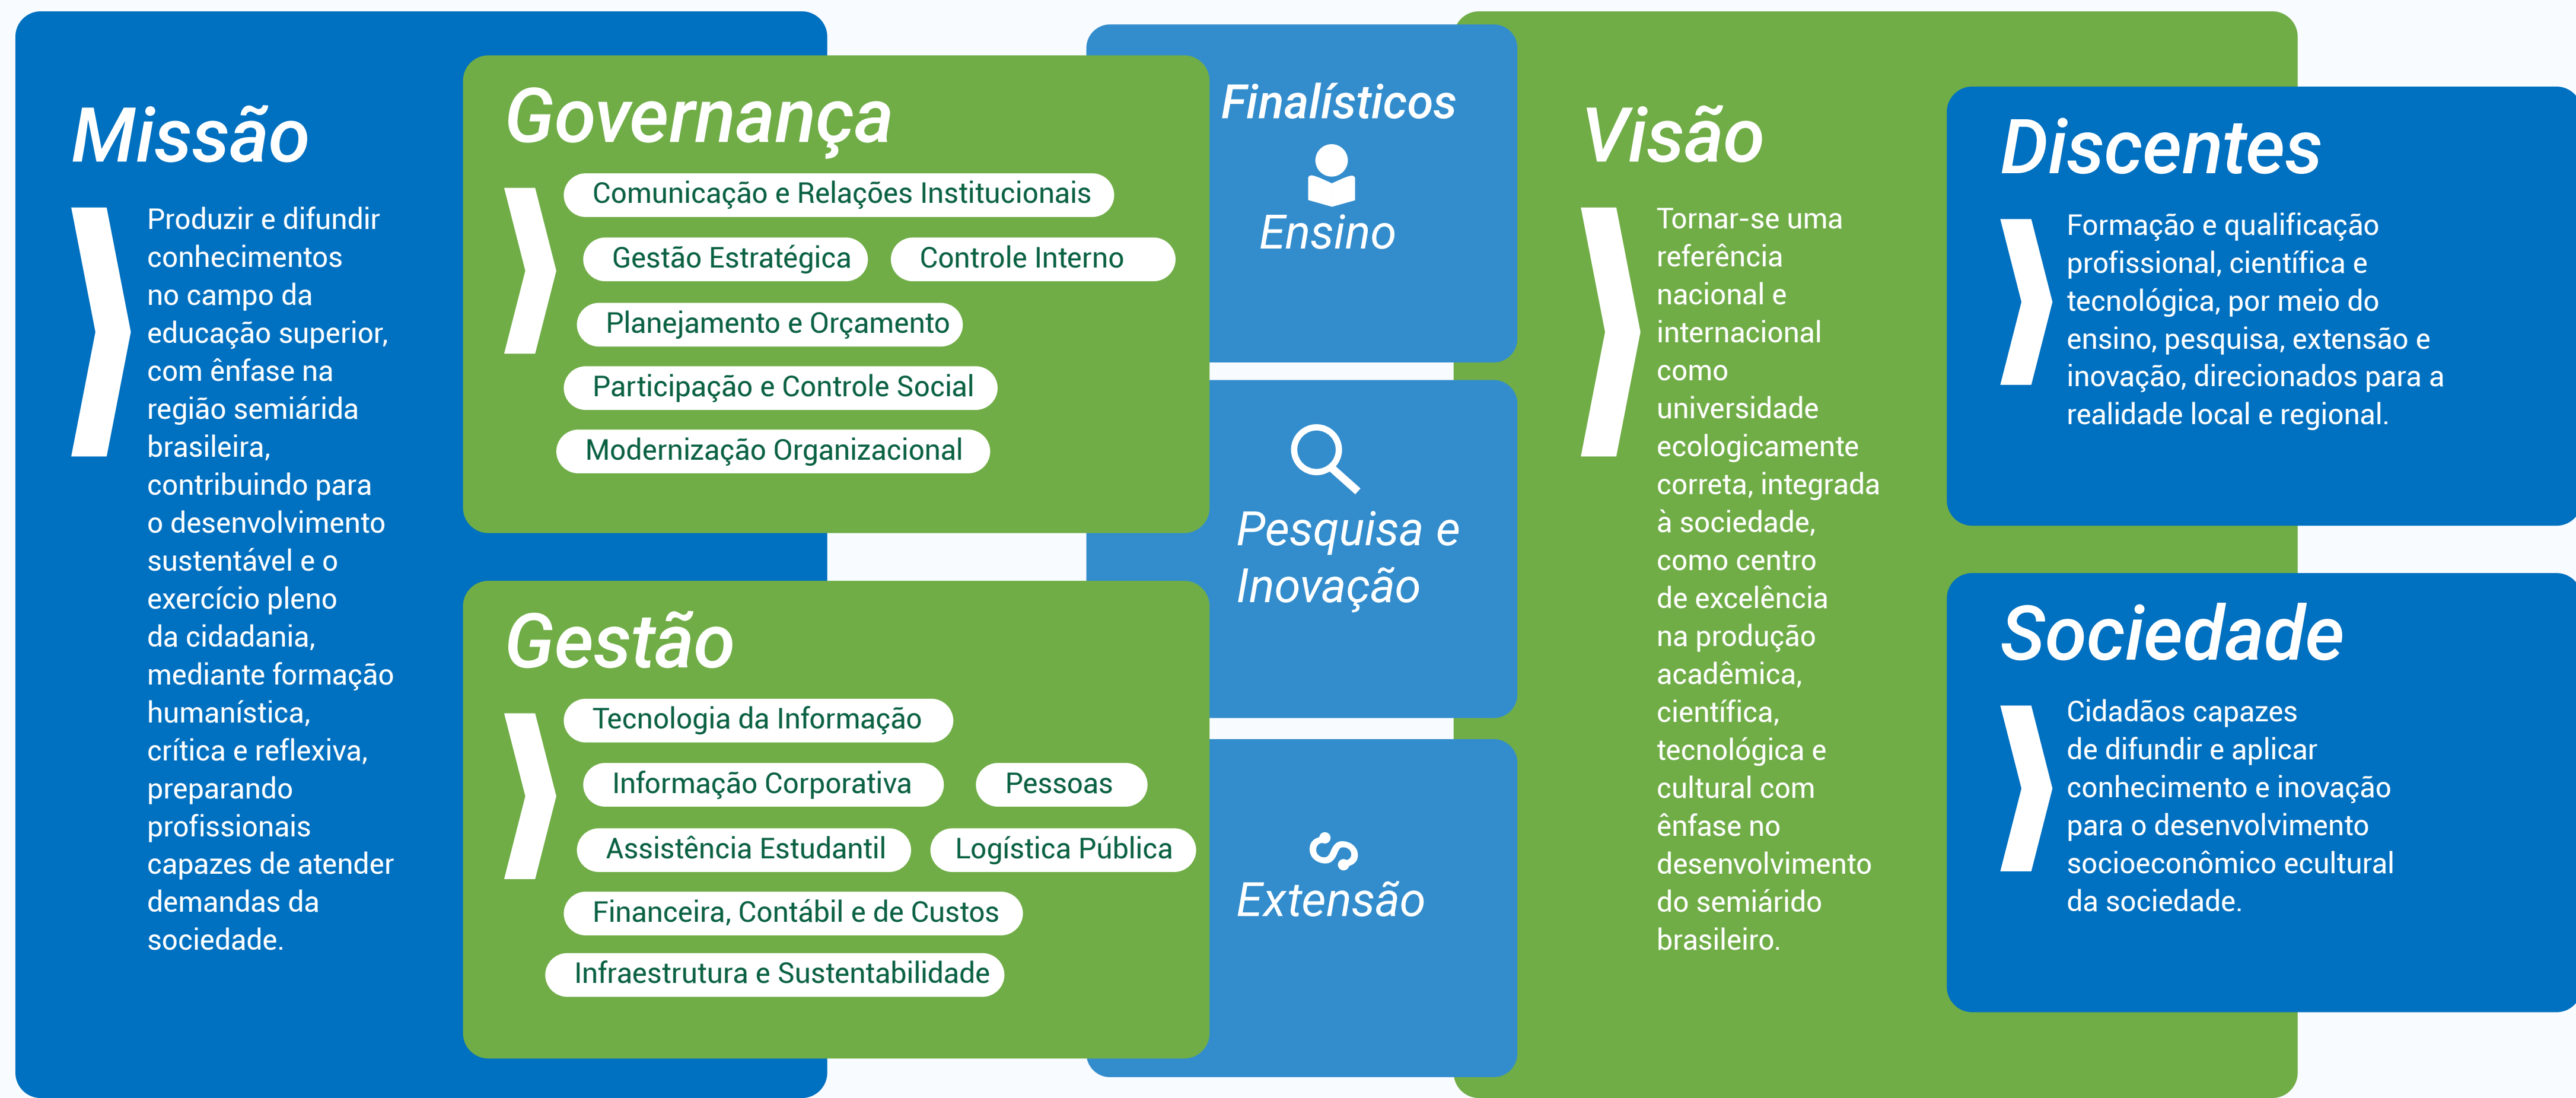 Missão
Produzir e difundir
conhecimentos
no campo da
educação superior,
com ênfase na
região semiárida
brasileira,
contribuindo para
o desenvolvimento
sustentável e o
exercício pleno
da cidadania,
mediante formação
humanística,
crítica e reflexiva,
preparando
profissionais
capazes de atender
demandas da
sociedade.
Governança
Comunicação e Relações Institucionais
Gestão Estratégica
Controle Interno
Planejamento e Orçamento
Participação e Controle Social
Modernização Organizacional
Gestão
Tecnologia da Informação
Informação Corporativa
Pessoas
Assistência Estudantil
Logística Pública
Financeira, Contábil e de Custos
Infraestrutura e Sustentabilidade
Finalísticos
Ensino
Pesquisa e
Inovação
Extensão
Visão
Tornar-se uma
referência
nacional e
internacional
como
universidade
ecologicamente
correta, integrada
à sociedade,
como centro
de excelência
na produção
acadêmica,
científica,
tecnológica e
cultural com
ênfase no
desenvolvimento
do semiárido
brasileiro.
Discentes
Formação e qualificação
profissional, científica e
tecnológica, por meio do
ensino, pesquisa, extensão e
inovação, direcionados para a
realidade local e regional.
Sociedade
Cidadãos capazes
de difundir e aplicar
conhecimento e inovação
para o desenvolvimento
socioeconômico ecultural
da sociedade.